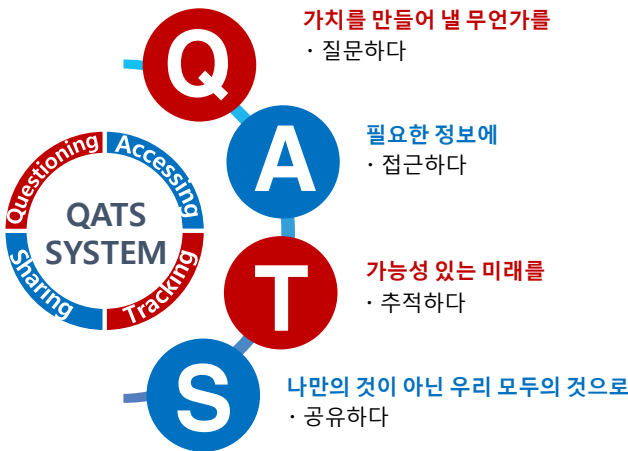 Q
가치를 만들어 낼 무언가를
· 질문하다
A
필요한 정보에
· 접근하다
Questioning
Accessing
QATS
SYSTEM
Sharing
Tracking
T
가능성 있는 미래를
· 추적하다
S
나만의 것이 아닌 우리 모두의 것으로
· 공유하다